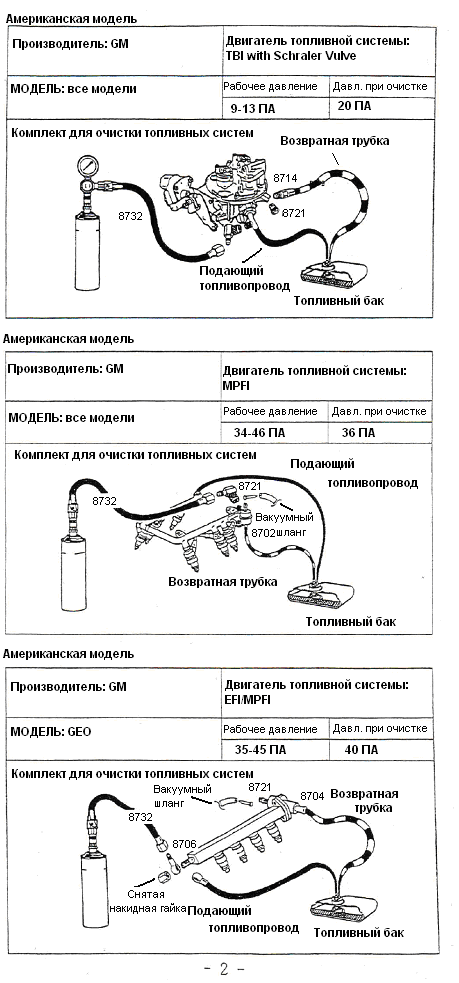 Американская модель
Производитель: GM
Двигатель топливной системы:
TBI with Schraler Vulve
МОДЕЛЬ: все модели
Рабочее давление
Давл. при очистке
9-13 ПА
20 ПА
Комплект для очистки топливных систем
Возвратная трубка
8714
8732
8721
Подающий
топливопровод
Топливный бак
Американская модель
Производитель: GM
Двигатель топливной системы:
MPFI
МОДЕЛЬ: все модели
Рабочее давление
Давл. при очистке
34-46 ПА
36 ПА
Комплект для очистки топливных систем
Подающий
топливопровод
8732
8721
Вакуумный
шланг
8702
Возвратная трубка
Топливный бак
Американская модель
Производитель: GM
Двигатель топливной системы:
EFI/MPFI
МОДЕЛЬ: GEO
Рабочее давление
Давл. при очистке
35-45 ПА
40 ПА
Комплект для очистки топливных систем
Вакуумный
шланг
8721
8704
Возвратная
трубка
8732
8706
Снятая
накидная гайка
Подающий
топливопровод
Топливный бак
- 2 -